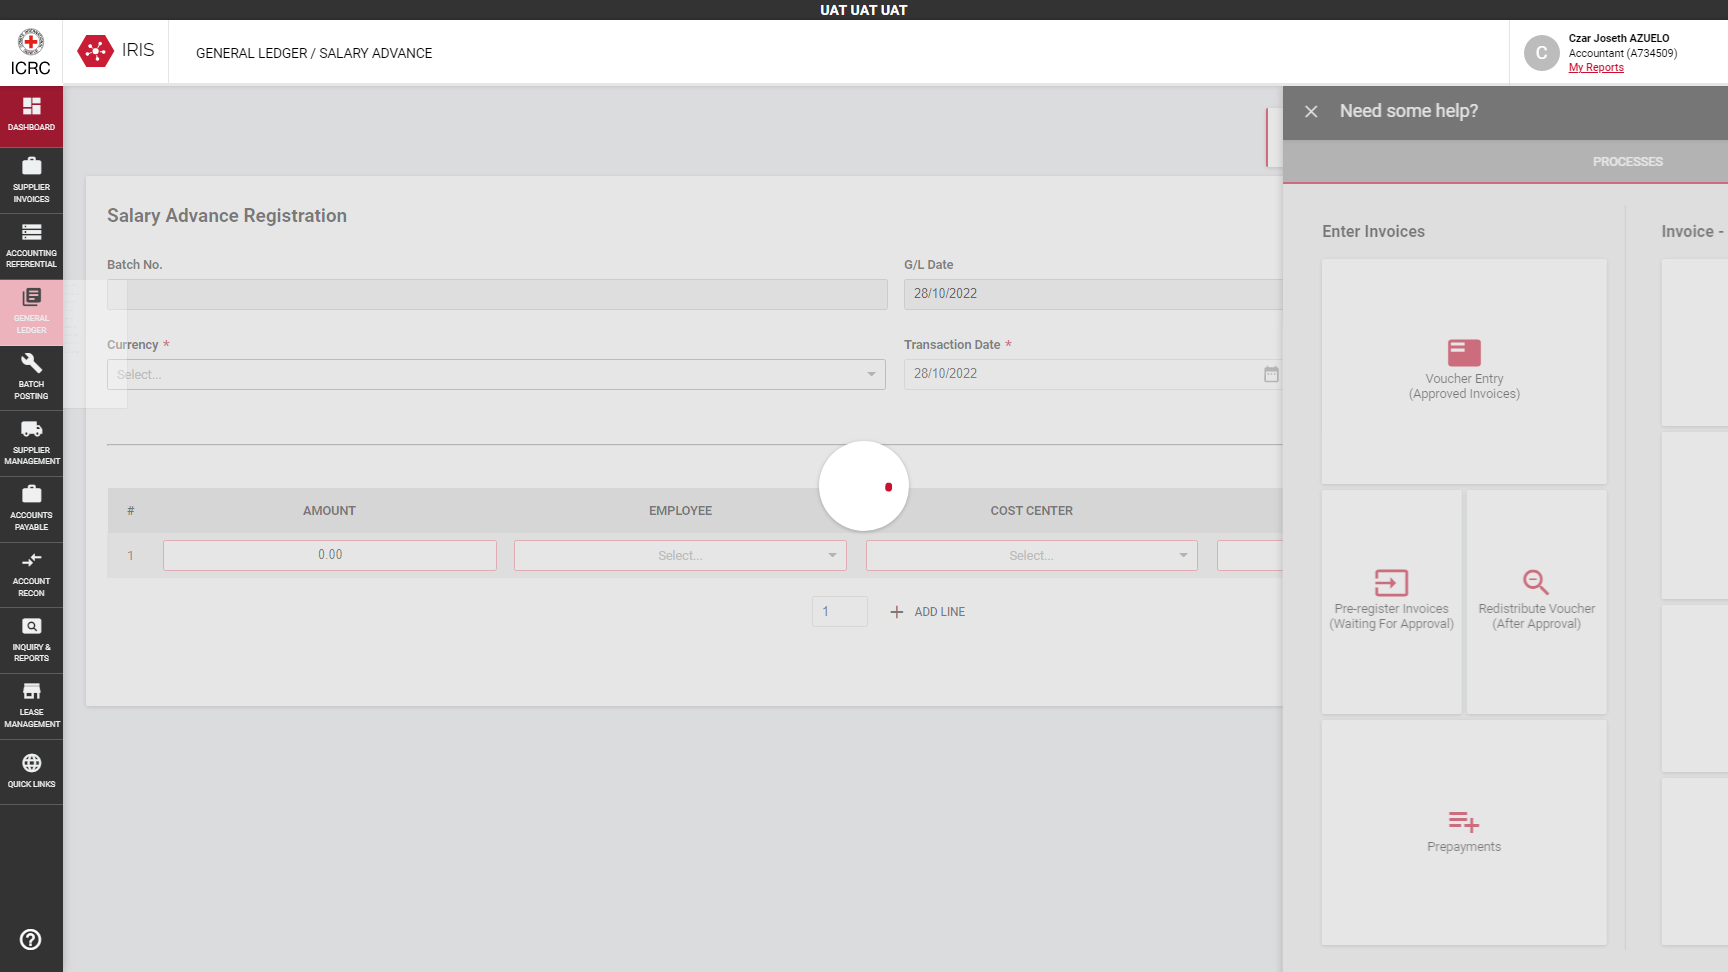 UAT UAT UAT
ICRC
IRIS
GENERAL LEDGER / SALARY ADVANCE
C
Czar Joseth AZUELO
Accountant (A734509)
My Reports
DASHBOARD
SUPPLIER
INVOICES
ACCOUNTING
REFERENTIAL
GENERAL
LEDGER
BATCH
POSTING
SUPPLIER
MANAGEMENT
ACCOUNTS
PAYABLE
ACCOUNT
RECON
INQUIRY &
REPORTS
LEASE
MANAGEMENT
QUICK LINKS
Salary Advance Registration
Batch No.
G/L Date
28/10/2022
Currency *
Select...
Transaction Date *
28/10/2022
# AMOUNT EMPLOYEE COST CENTER
1 0.00 Select... Select...
1 ADD LINE
Need some help?
PROCESSES
Enter Invoices
Invoice -
Voucher Entry
(Approved Invoices)
Pre-register Invoices
(Waiting For Approval)
Redistribute Voucher
(After Approval)
Prepayments